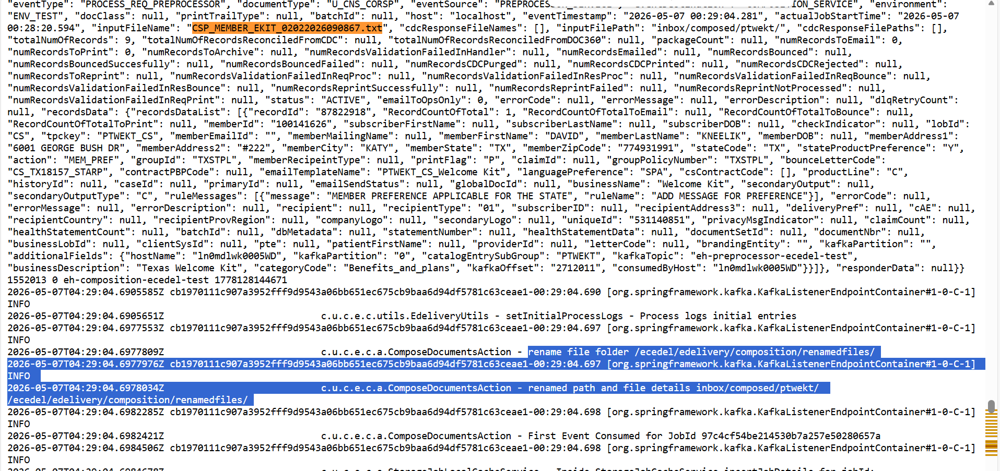 "eventType": "PROCESS_REQ_PREPROCESSOR", "documentType": "U_CNS_CORSP", "eventSource": "environment":
"ENV_TEST", "docClass": null, "printTrailType": null, "batchId": null, "host": "localhost", "eventTimestamp": "2026-05-07 00:29:04.281", "actualJobStartTime": "2026-05-07
00:28:20.594", "inputFileName": "CSP_MEMBER_EKIT_02022026090867.txt", "cdcResponseFileNames": [], "inputFilePath": "inbox/composed/ptwekt/", "cdcResponseFilePaths": [],
"totalNumOfRecords": 9, "totalNumOfRecordsReconciledFromCDC": null, "totalNumOfRecordsReconciledFromDOC360": null, "packageCount": null, "numRecordsToEmail": 0,
"numRecordsToPrint": 0, "numRecordsToArchive": null, "numRecordsValidationFailedInHandler": null, "numRecordsEmailed": null, "numRecordsBounced": null,
"numRecordsBouncedSuccesfully": null, "numRecordsBouncedFailed": null, "numRecordsCDCPurged": null, "numRecordsCDCPrinted": null, "numRecordsCDCRejected": null,
"numRecordsToReprint": null, "numRecordsValidationFailedInReqProc": null, "numRecordsValidationFailedInResProc": null, "numRecordsValidationFailedInReqBounce": null,
"numRecordsValidationFailedInResBounce": null, "numRecordsReprintSuccessfully": null, "numRecordsReprintFailed": null, "numRecordsReprintNotProcessed": null,
"numRecordsValidationFailedInReqPrint": null, "status": "ACTIVE", "emailToOpsOnly": 0, "errorCode": null, "errorMessage": null, "errorDescription": null, "dlqRetryCount":
null, "recordsData": {"recordsDataList": [{"recordId": "87822918", "RecordCountOfTotal": 1, "RecordCountOfTotalToEmail": null, "RecordCountOfTotalToBounce": null,
"RecordCountOfTotalToPrint": null, "memberId": "100141626", "subscriberFirstName": null, "subscriberLastName": null, "subscriberDOB": null, "checkIndicator": null, "lobId":
"CS", "tpckey": "PTWEKT_CS", "memberEmailId": "", "memberMailingName": null, "memberFirstName": "DAVID", "memberLastName": "KNEELIK", "memberDOB": null, "memberAddress1":
"6001 GEORGE BUSH DR", "memberAddress2": "#222", "memberCity": "KATY", "memberState": "TX", "memberZipCode": "774931991", "stateCode": "TX", "stateProductPreference": "Y",
"action": "MEM_PREF", "groupId": "TXSTPL", "memberRecipeintType": null, "printFlag": "P", "claimId": null, "groupPolicyNumber": "TXSTPL", "bounceLetterCode":
"CS_TX18157_STARP", "contractPBPCode": null, "emailTemplateName": "PTWEKT_CS_Welcome Kit", "languagePreference": "SPA", "csContractCode": [], "productLine": "C",
"historyId": null, "caseId": null, "primaryId": null, "emailSendStatus": null, "globalDocId": null, "businessName": "Welcome Kit", "secondaryOutput": null,
"secondaryOutputType": "C", "ruleMessages": [{"message": "MEMBER PREFERENCE APPLICABLE FOR THE STATE", "ruleName": "ADD MESSAGE FOR PREFERENCE"}], "errorCode": null,
"errorMessage": null, "errorDescription": null, "recipient": null, "recipientType": "01", "subscriberID": null, "recipientAddress3": null, "deliveryPref": null, "cAE": null,
"recipientCountry": null, "recipientProvRegion": null, "companyLogo": null, "secondaryLogo": null, "uniqueId": "531140851", "privacyMsgIndicator": null, "claimCount": null,
"healthStatementCount": null, "batchId": null, "dbMetadata": null, "statementNumber": null, "healthStatementData": null, "documentSetId": null, "documentNbr": null,
"businessLobId": null, "clientSysId": null, "pte": null, "patientFirstName": null, "providerId": null, "letterCode": null, "brandingEntity": "", "kafkaPartition": "",
"additionalFields": {"hostName": "ln0mdlwk0005WD", "kafkaPartition": "0", "catalogEntrySubGroup": "PTWEKT", "kafkaTopic": "eh-preprocessor-ecedel-test",
"businessDescription": "Texas Welcome Kit", "categoryCode": "Benefits_and_plans", "kafkaOffset": "2712011", "consumedByHost": "ln0mdlwk0005WD"}}]}, "responderData": null}}
1552013 0 eh-composition-ecedel-test 1778128144671
2026-05-07T04:29:04.6905585Z cb1970111c907a3952fff9d9543a06bb651ec675cb9baa6d94df5781c63ceae1-00:29:04.690 [org.springframework.kafka.KafkaListenerEndpointContainer#1-0-C-1]
INFO
2026-05-07T04:29:04.6905651Z c.u.c.e.c.utils.EdeliveryUtils - setInitialProcessLogs - Process logs initial entries
2026-05-07T04:29:04.6977553Z cb1970111c907a3952fff9d9543a06bb651ec675cb9baa6d94df5781c63ceae1-00:29:04.697 [org.springframework.kafka.KafkaListenerEndpointContainer#1-0-C-1]
INFO
2026-05-07T04:29:04.6977809Z c.u.c.e.c.a.ComposeDocumentsAction - rename file folder /ecedel/edelivery/composition/renamedfiles/
2026-05-07T04:29:04.6977976Z cb1970111c907a3952fff9d9543a06bb651ec675cb9baa6d94df5781c63ceae1-00:29:04.697 [org.springframework.kafka.KafkaListenerEndpointContainer#1-0-C-1]
INFO
2026-05-07T04:29:04.6978034Z c.u.c.e.c.a.ComposeDocumentsAction - renamed path and file details inbox/composed/ptwekt/
/ecedel/edelivery/composition/renamedfiles/
2026-05-07T04:29:04.6982285Z cb1970111c907a3952fff9d9543a06bb651ec675cb9baa6d94df5781c63ceae1-00:29:04.698 [org.springframework.kafka.KafkaListenerEndpointContainer#1-0-C-1]
INFO
2026-05-07T04:29:04.6982421Z c.u.c.e.c.a.ComposeDocumentsAction - First Event Consumed for JobId 97c4cf54be214530b7a257e50280657a
2026-05-07T04:29:04.6984506Z cb1970111c907a3952fff9d9543a06bb651ec675cb9baa6d94df5781c63ceae1-00:29:04.698 [org.springframework.kafka.KafkaListenerEndpointContainer#1-0-C-1]
INFO